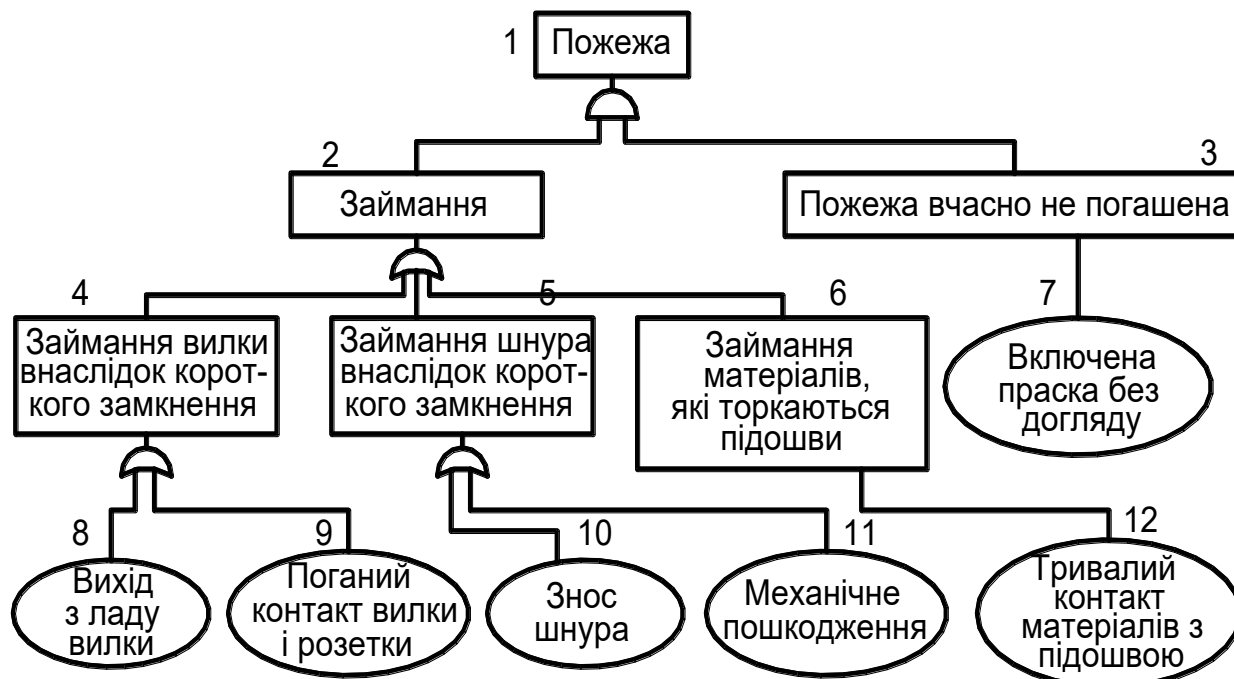 1
Пожежа
2
Займання
3
Пожежа вчасно не погашена
4
Займання вилки
внаслідок корот-
кого замкнення
5
Займання шнура
внаслідок корот-
кого замкнення
6
Займання
матеріалів,
які торкаються
підошви
7
Включена
праска без
догляду
8
Вихід
з ладу
вилки
9
Поганий
контакт вилки
і розетки
10
Знос
шнура
11
Механічне
пошкодження
12
Тривалий
контакт
матеріалів з
підошвою